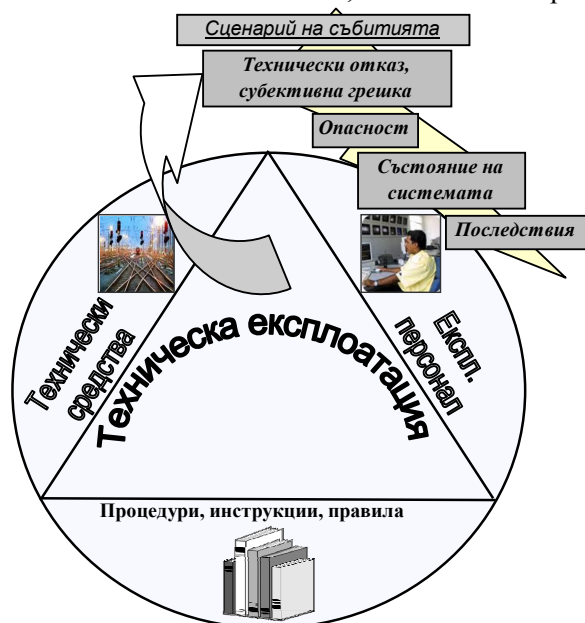 Сценарий на събитията
Технически отказ,
субективна грешка
Опасност
Състояние на
системата
Последствия
Технически
средства
Техническа експлоатация
Експл.
персонал
Процедури, инструкции, правила